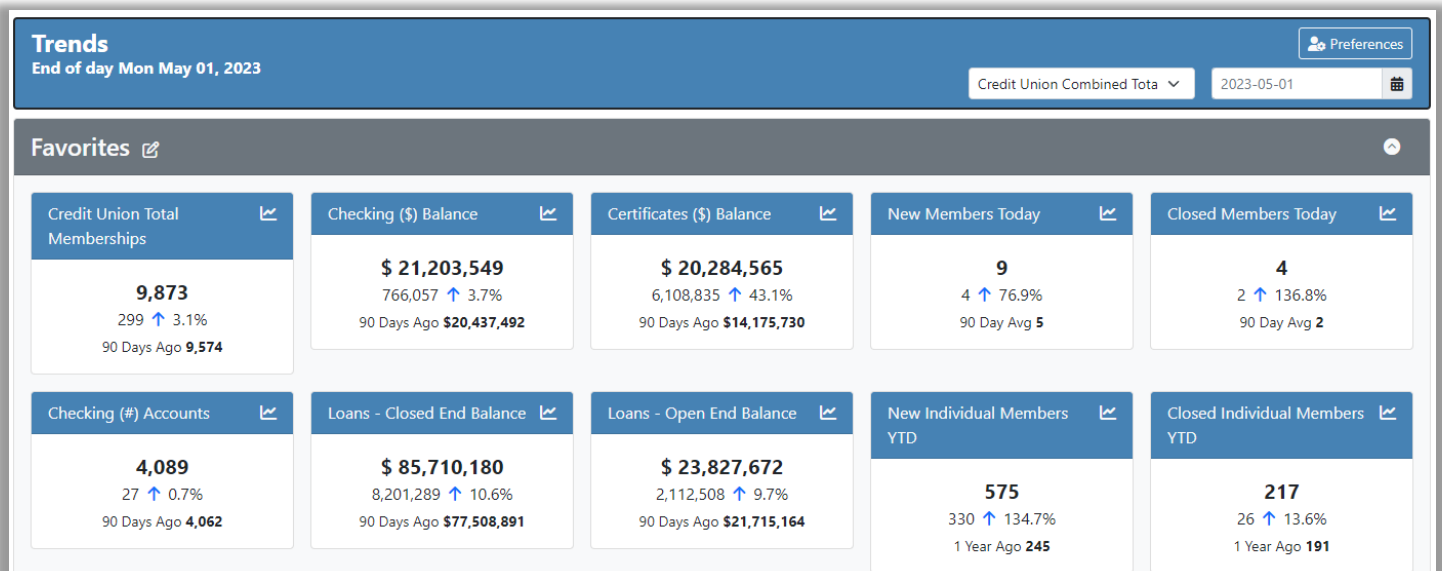 Trends
End of day Mon May 01, 2023
Preferences
Credit Union Combined Tota
2023-05-01
Favorites
Credit Union Total
Memberships
9,873
299 ↑ 3.1%
90 Days Ago 9,574
Checking ($) Balance
$ 21,203,549
766,057 ↑ 3.7%
90 Days Ago $20,437,492
Certificates ($) Balance
$ 20,284,565
6,108,835 ↑ 43.1%
90 Days Ago $14,175,730
New Members Today
9
4 ↑ 76.9%
90 Day Avg 5
Closed Members Today
4
2 ↑ 136.8%
90 Day Avg 2
Checking (#) Accounts
4,089
27 ↑ 0.7%
90 Days Ago 4,062
Loans - Closed End Balance
$ 85,710,180
8,201,289 ↑ 10.6%
90 Days Ago $77,508,891
Loans - Open End Balance
$ 23,827,672
2,112,508 ↑ 9.7%
90 Days Ago $21,715,164
New Individual Members
YTD
575
330 ↑ 134.7%
1 Year Ago 245
Closed Individual Members
YTD
217
26 ↑ 13.6%
1 Year Ago 191